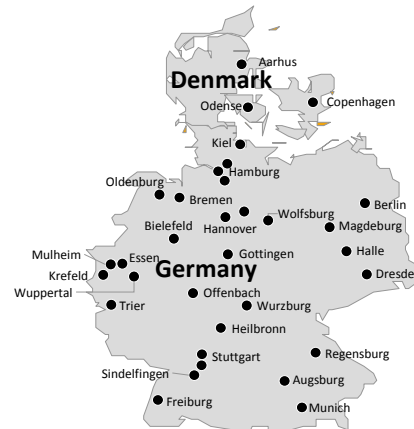 Aarhus
Denmark
Odense
Copenhagen
Kiel
Hamburg
Oldenburg
Bremen
Berlin
Wolfsburg
Hannover
Magdeburg
Bielefeld
Gottingen
Halle
Mulheim
Essen
Germany
Krefeld
Dresde
Wuppertal
Offenbach
Trier
Wurzburg
Heilbronn
Stuttgart
Regensburg
Sindelfingen
Augsburg
Freiburg
Munich